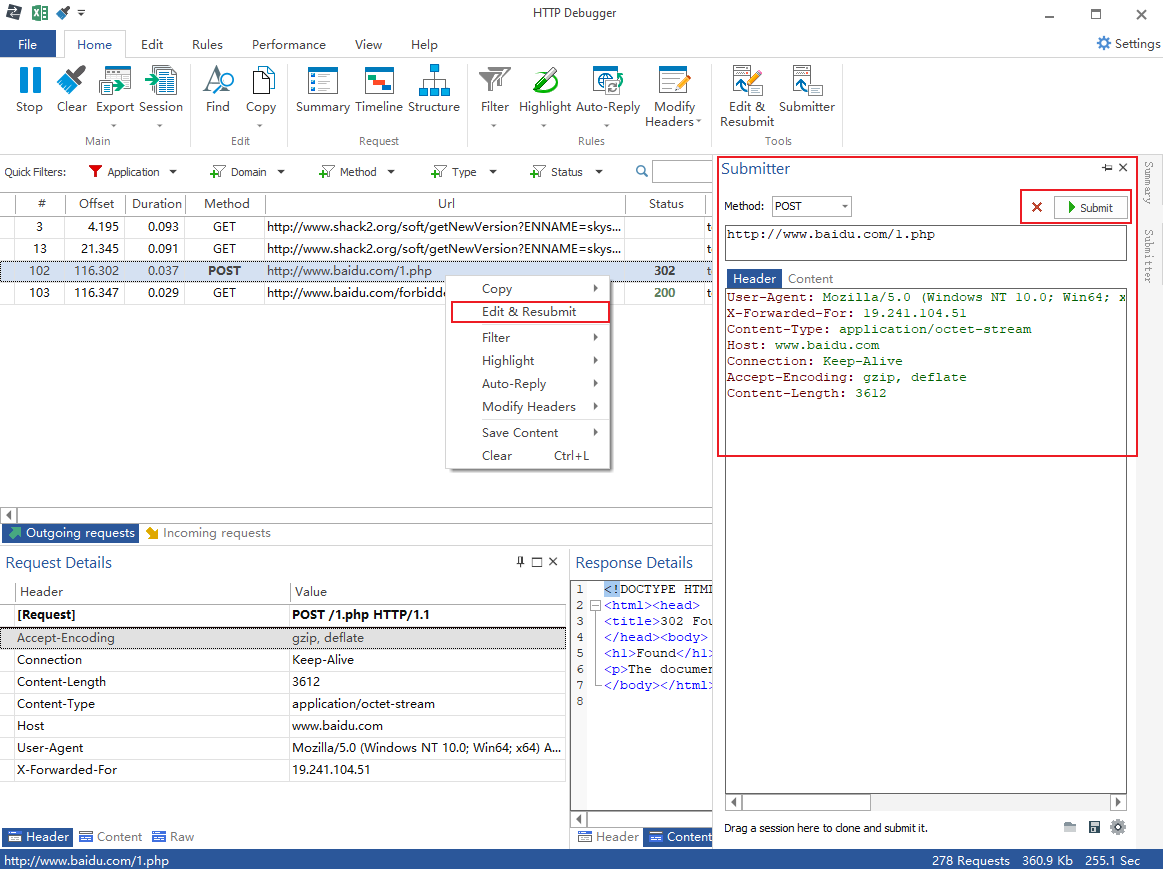 HTTP Debugger
File Home Edit Rules Performance View Help Settings
Stop Clear Export Session Find Copy Summary Timeline Structure Filter Highlight Auto-Reply Modify Headers Edit & Resubmit Submitter
Main Edit Request Rules Tools
Quick Filters: Application Domain Method Type Status
# Offset Duration Method Url Status
3 4.195 0.093 GET http://www.shack2.org/soft/getNewVersion?ENNAME=skys...
13 21.345 0.091 GET http://www.shack2.org/soft/getNewVersion?ENNAME=skys...
102 116.302 0.037 POST http://www.baidu.com/1.php 302
103 116.347 0.029 GET http://www.baidu.com/forbidde 200
Copy
Edit & Resubmit
Filter
Highlight
Auto-Reply
Modify Headers
Save Content
Clear Ctrl+L
Submitter
Method: POST Submit
http://www.baidu.com/1.php
Header Content
User-Agent: Mozilla/5.0 (Windows NT 10.0; Win64; x
X-Forwarded-For: 19.241.104.51
Content-Type: application/octet-stream
Host: www.baidu.com
Connection: Keep-Alive
Accept-Encoding: gzip, deflate
Content-Length: 3612
Drag a session here to clone and submit it.
Summary
Submitter
Outgoing requests Incoming requests
Request Details
Header Value
[Request] POST /1.php HTTP/1.1
Accept-Encoding gzip, deflate
Connection Keep-Alive
Content-Length 3612
Content-Type application/octet-stream
Host www.baidu.com
User-Agent Mozilla/5.0 (Windows NT 10.0; Win64; x64) A...
X-Forwarded-For 19.241.104.51
Header Content Raw
Response Details
1 <!DOCTYPE HTML
2 <html><head>
3 <title>302 Fou
4 </head><body>
5 <h1>Found</h1>
6 <p>The documen
7 </body></html>
8
Header Content
http://www.baidu.com/1.php 278 Requests 360.9 Kb 255.1 Sec